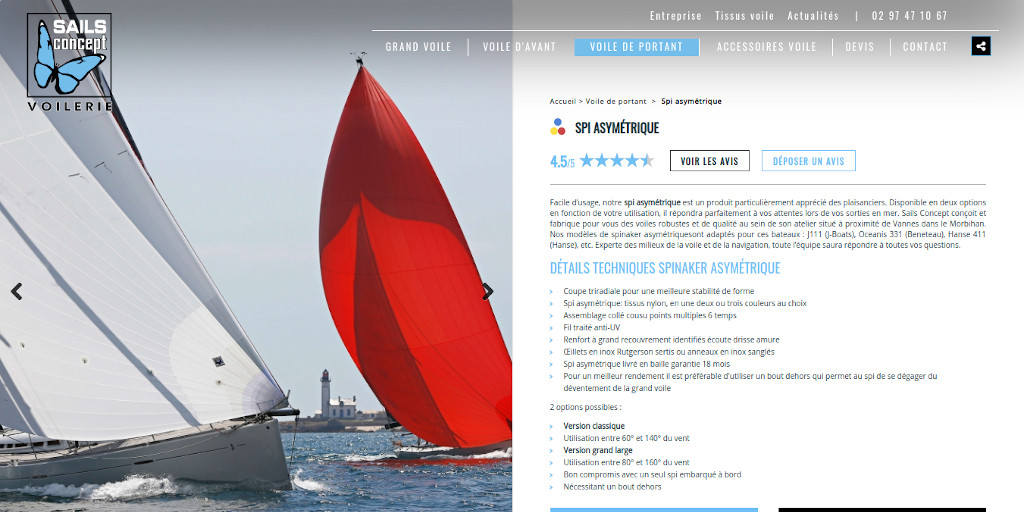 SAILS
concept
VOILERIE
Entreprise Tissus voile Actualités | 02 97 47 10 67
GRAND VOILE VOILE D'AVANT VOILE DE PORTANT ACCESSOIRES VOILE DEVIS CONTACT
Accueil > Voile de portant > Spi asymétrique
SPI ASYMÉTRIQUE
4.5/5 VOIR LES AVIS DÉPOSER UN AVIS
Facile d'usage, notre spi asymétrique est un produit particulièrement apprécié des plaisanciers. Disponible en deux options
en fonction de votre utilisation, il répondra parfaitement à vos attentes lors de vos sorties en mer. Sails Concept conçoit et
fabrique pour vous des voiles robustes et de qualité au sein de son atelier situé à proximité de Vannes dans le Morbihan.
Nos modèles de spinaker asymétriquesont adaptés pour ces bateaux : J111 (J-Boats), Oceanis 331 (Beneteau), Hanse 411
(Hanse), etc. Experte des milieux de la voile et de la navigation, toute l'équipe saura répondre à toutes vos questions.
DÉTAILS TECHNIQUES SPINAKER ASYMÉTRIQUE
Coupe triradiale pour une meilleure stabilité de forme
Spi asymétrique: tissus nylon, en une deux ou trois couleurs au choix
Assemblage collé cousu points multiples 6 temps
Fil traité anti-UV
Renfort à grand recouvrement identifiés écoute drisse amure
Œillets en inox Rutgerson sertis ou anneaux en inox sanglés
Spi asymétrique livré en baille garantie 18 mois
Pour un meilleur rendement il est préférable d'utiliser un bout dehors qui permet au spi de se dégager du
déventement de la grand voile
2 options possibles :
Version classique
Utilisation entre 60° et 140° du vent
Version grand large
Utilisation entre 80° et 160° du vent
Bon compromis avec un seul spi embarqué à bord
Nécessitant un bout dehors